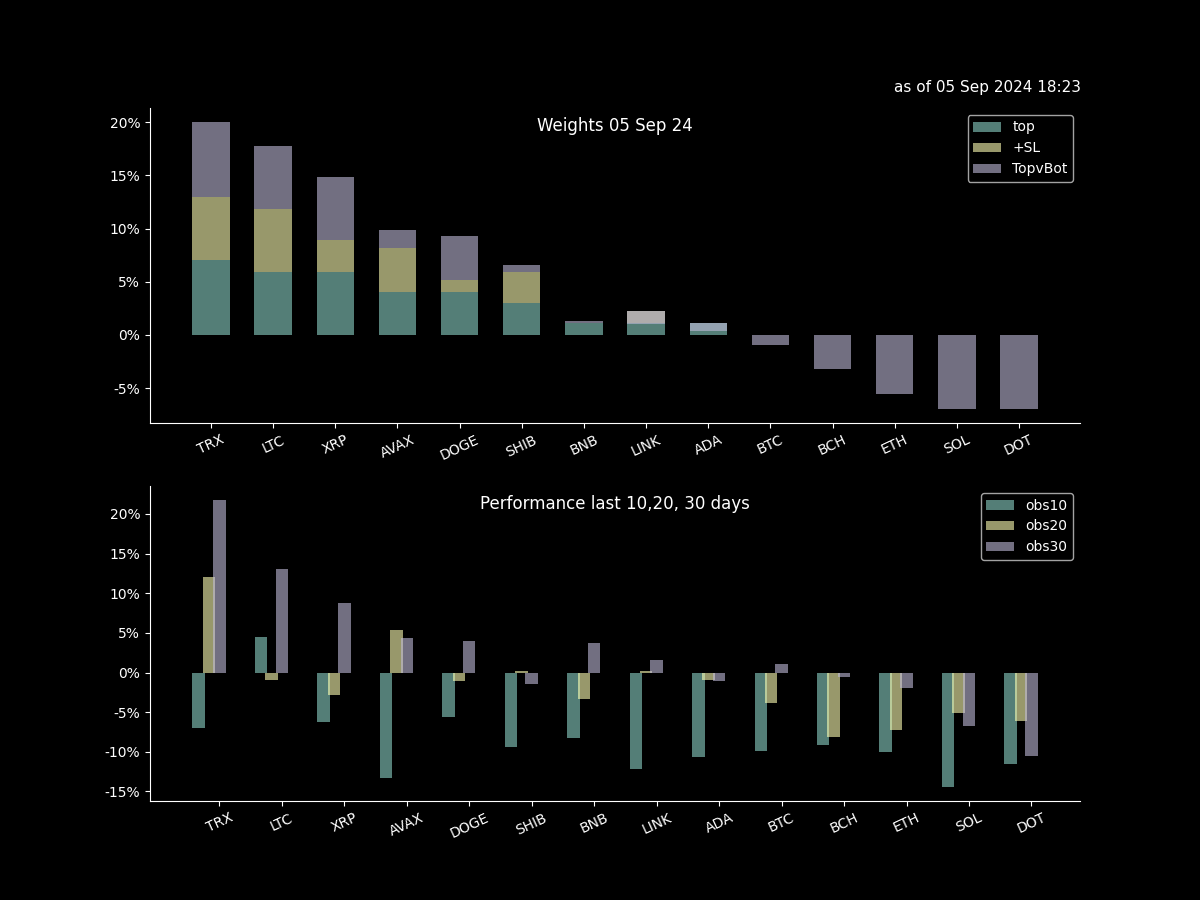 as of 05 Sep 2024 18:23
Weights 05 Sep 24
top
+SL
TopvBot
20%
15%
10%
5%
0%
-5%
TRX LTC XRP AVAX DOGE SHIB BNB LINK ADA BTC BCH ETH SOL DOT
Performance last 10,20, 30 days
obs10
obs20
obs30
20%
15%
10%
5%
0%
-5%
-10%
-15%
TRX LTC XRP AVAX DOGE SHIB BNB LINK ADA BTC BCH ETH SOL DOT